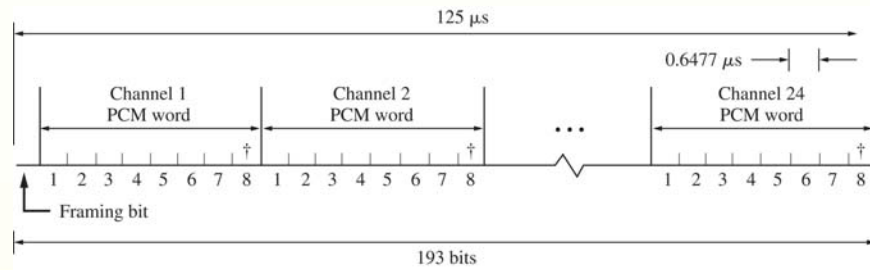 125 μs
0.6477 μs
Channel 1
PCM word
Channel 2
PCM word
Channel 24
PCM word
† † †
1 2 3 4 5 6 7 8 1 2 3 4 5 6 7 8 1 2 3 4 5 6 7 8
Framing bit
193 bits